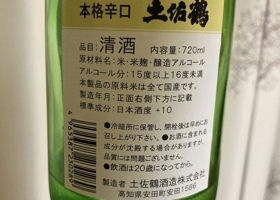 本格辛口 土佐鶴
品目:清酒 内容量:720ml
原材料名:米・米麹・醸造アルコール
アルコール分:15度以上16度未満
本製品の原料米は全て国産です。
製造年月:正面右側下方に記載
標準成分:日本酒度 +10
●冷暗所に保管し、開栓後は早めにお
召し上がり下さい。●お酒に含まれる
成分が沈殿する場合がありますが、
品質には問題ございません。
●飲酒は20歳になってから。
製造者 土佐鶴酒造株式会社
高知県安田町安田1586